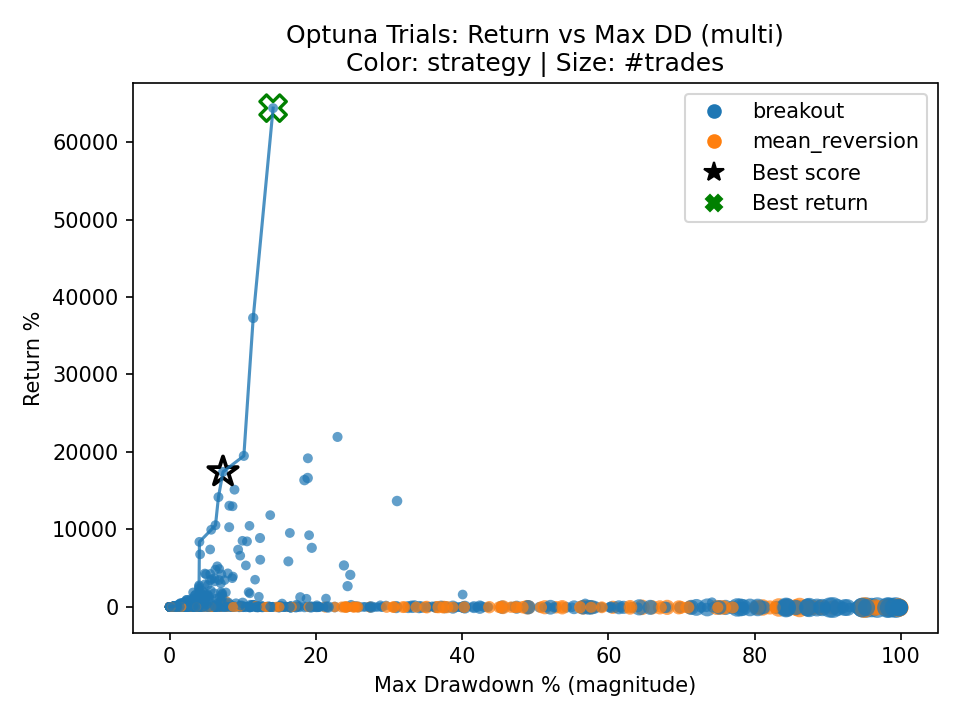 Optuna Trials: Return vs Max DD (multi)
Color: strategy | Size: #trades
breakout
mean_reversion
Best score
Best return
Return %
60000
50000
40000
30000
20000
10000
0
0 20 40 60 80 100
Max Drawdown % (magnitude)